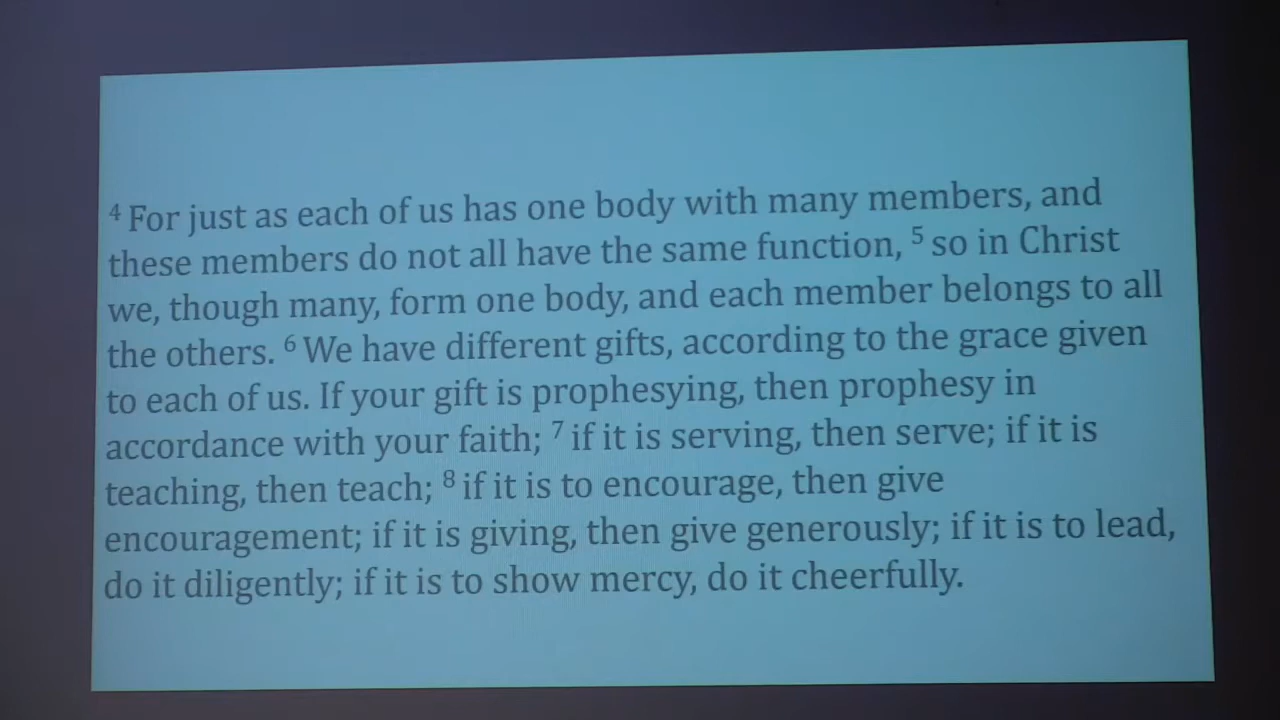 4 For just as each of us has one body with many members, and
these members do not all have the same function, 5 so in Christ
we, though many, form one body, and each member belongs to all
the others. 6 We have different gifts, according to the grace given
to each of us. If your gift is prophesying, then prophesy in
accordance with your faith; 7 if it is serving, then serve; if it is
teaching, then teach; 8 if it is to encourage, then give
encouragement; if it is giving, then give generously; if it is to lead,
do it diligently; if it is to show mercy, do it cheerfully.